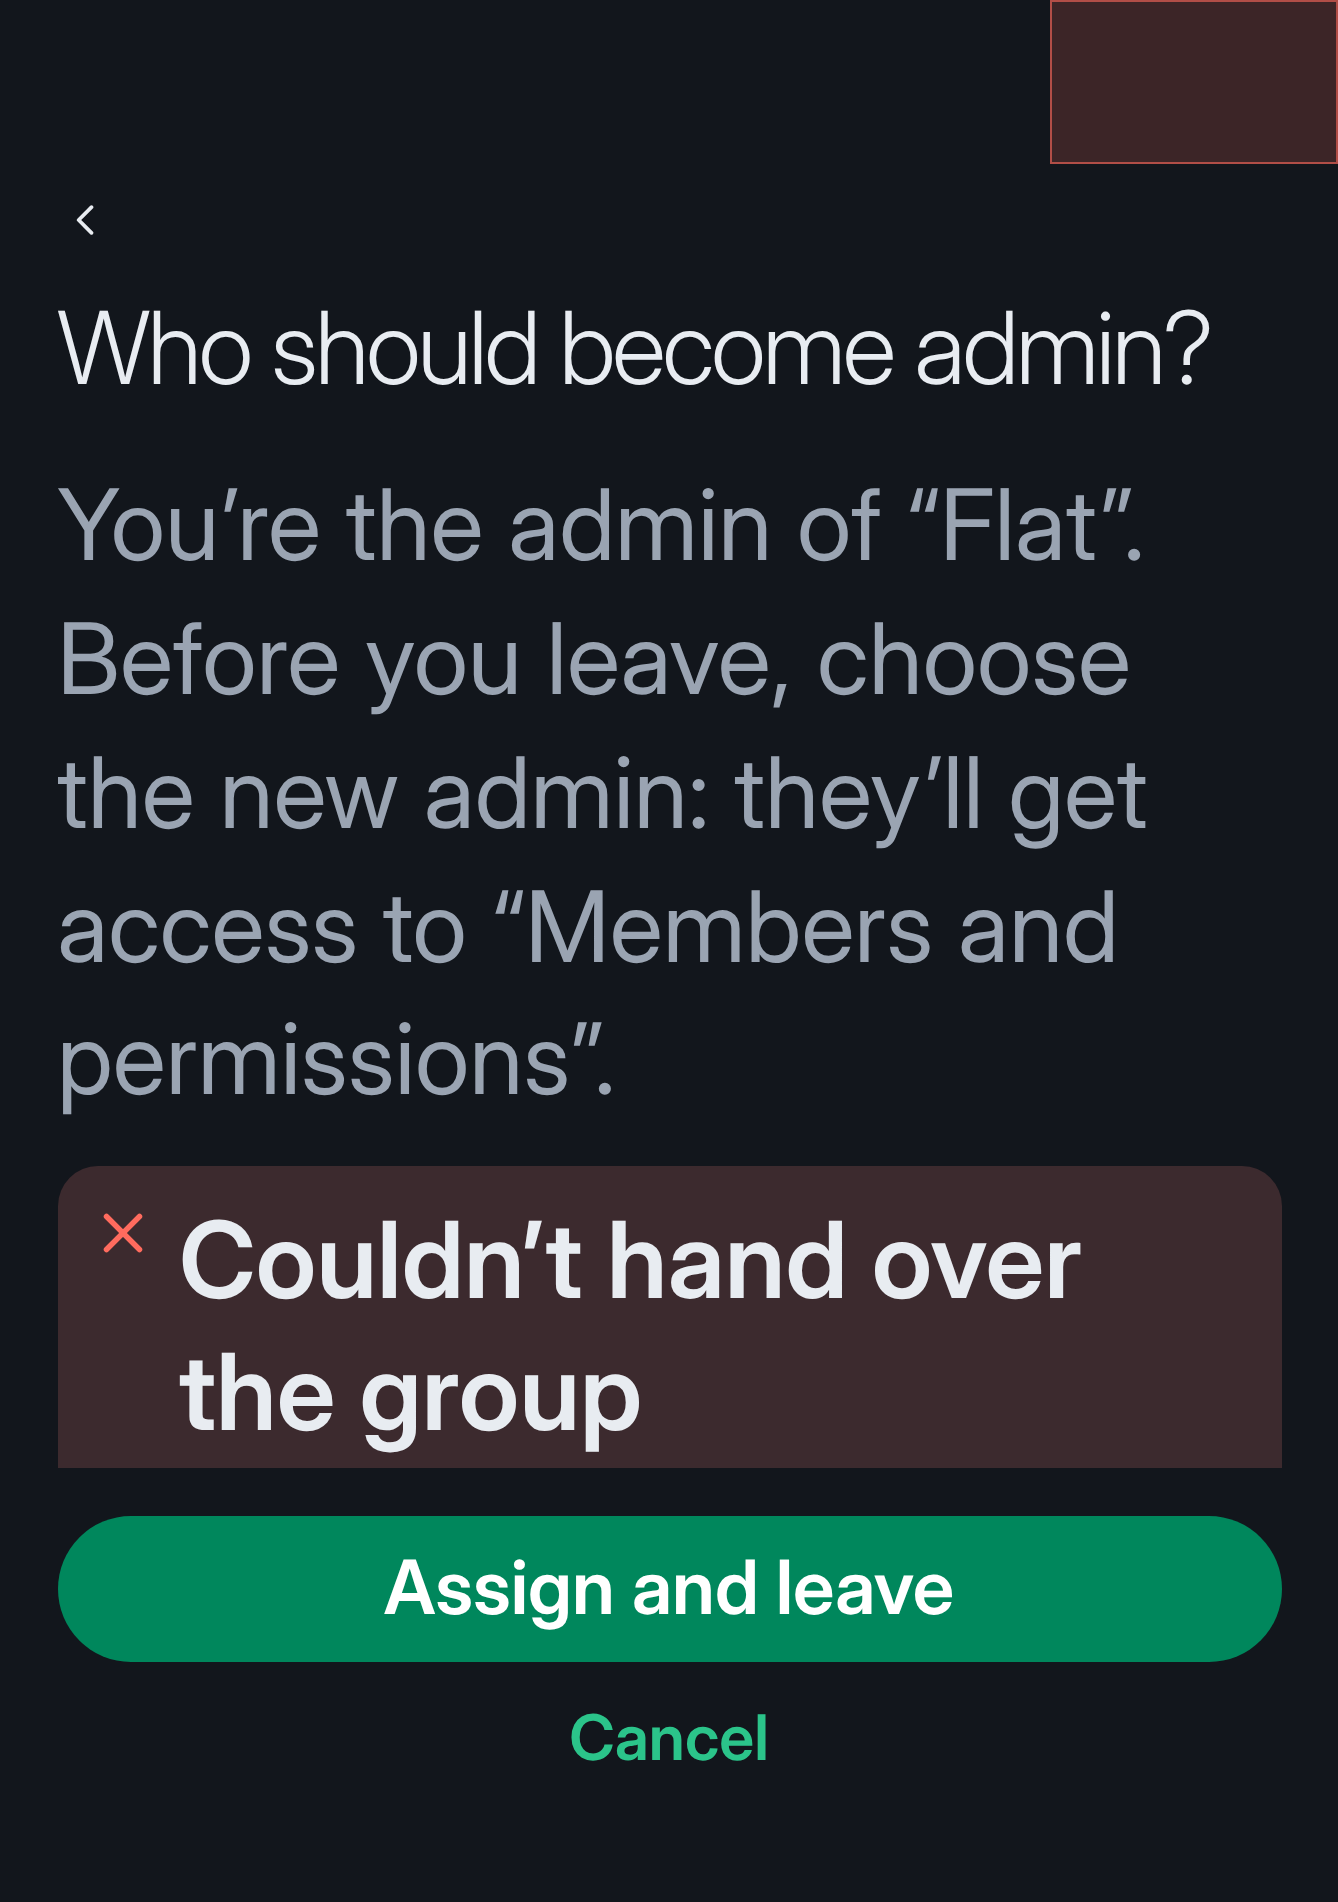 Who should become admin?
You’re the admin of “Flat”.
Before you leave, choose
the new admin: they’ll get
access to “Members and
permissions”.
Couldn’t hand over
the group
Assign and leave
Cancel